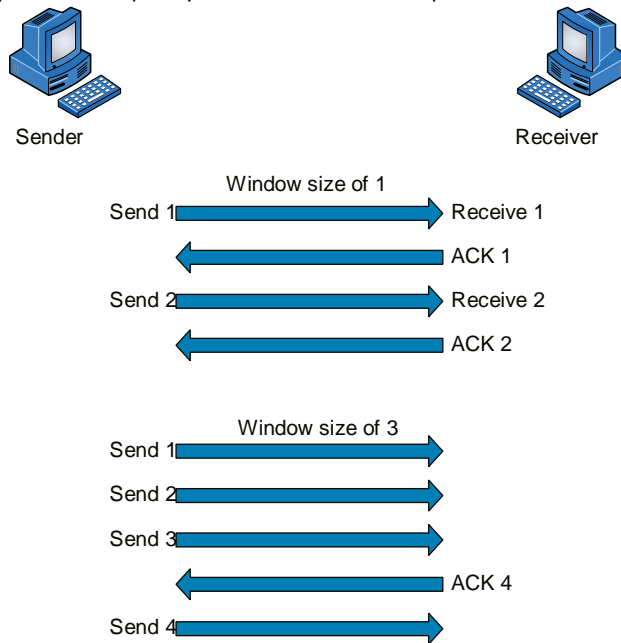 Sender
Receiver
Window size of 1
Send 1
Receive 1
ACK 1
Send 2
Receive 2
ACK 2
Window size of 3
Send 1
Send 2
Send 3
ACK 4
Send 4